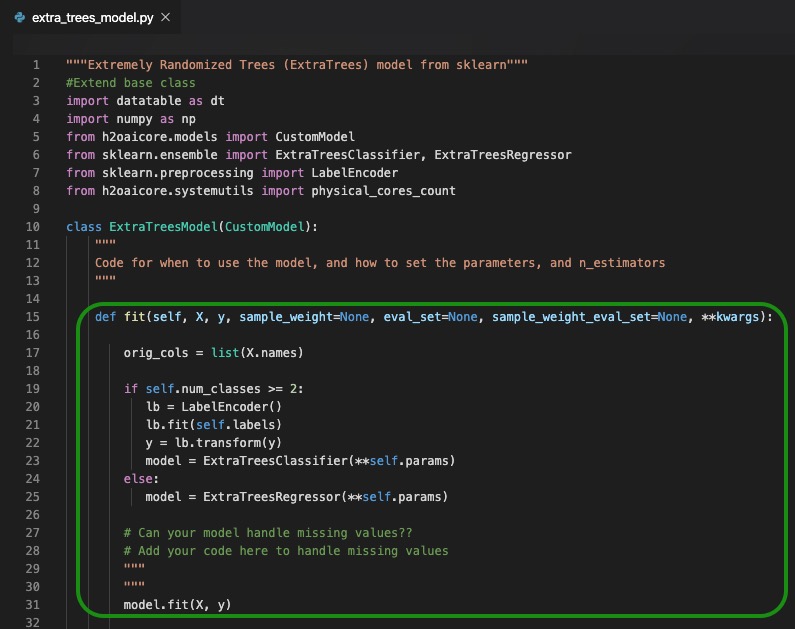 extra_trees_model.py ×
1 """Extremely Randomized Trees (ExtraTrees) model from sklearn"""
2 #Extend base class
3 import datatable as dt
4 import numpy as np
5 from h2oaicore.models import CustomModel
6 from sklearn.ensemble import ExtraTreesClassifier, ExtraTreesRegressor
7 from sklearn.preprocessing import LabelEncoder
8 from h2oaicore.systemutils import physical_cores_count
9
10 class ExtraTreesModel(CustomModel):
11     """
12     Code for when to use the model, and how to set the parameters, and n_estimators
13     """
14
15     def fit(self, X, y, sample_weight=None, eval_set=None, sample_weight_eval_set=None, **kwargs):
16
17         orig_cols = list(X.names)
18
19         if self.num_classes >= 2:
20            lb = LabelEncoder()
21            lb.fit(self.labels)
22            y = lb.transform(y)
23            model = ExtraTreesClassifier(**self.params)
24         else:
25            model = ExtraTreesRegressor(**self.params)
26
27         # Can your model handle missing values??
28         # Add your code here to handle missing values
29         """
30         """
31         model.fit(X, y)
32